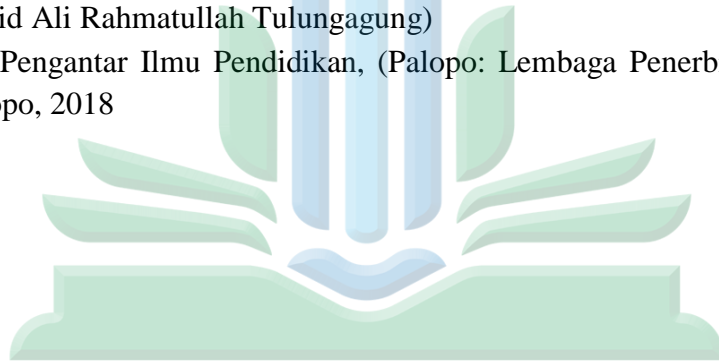 id Ali Rahmatullah Tulungagung)
Pengantar Ilmu Pendidikan, (Palopo: Lembaga Penerb
po, 2018